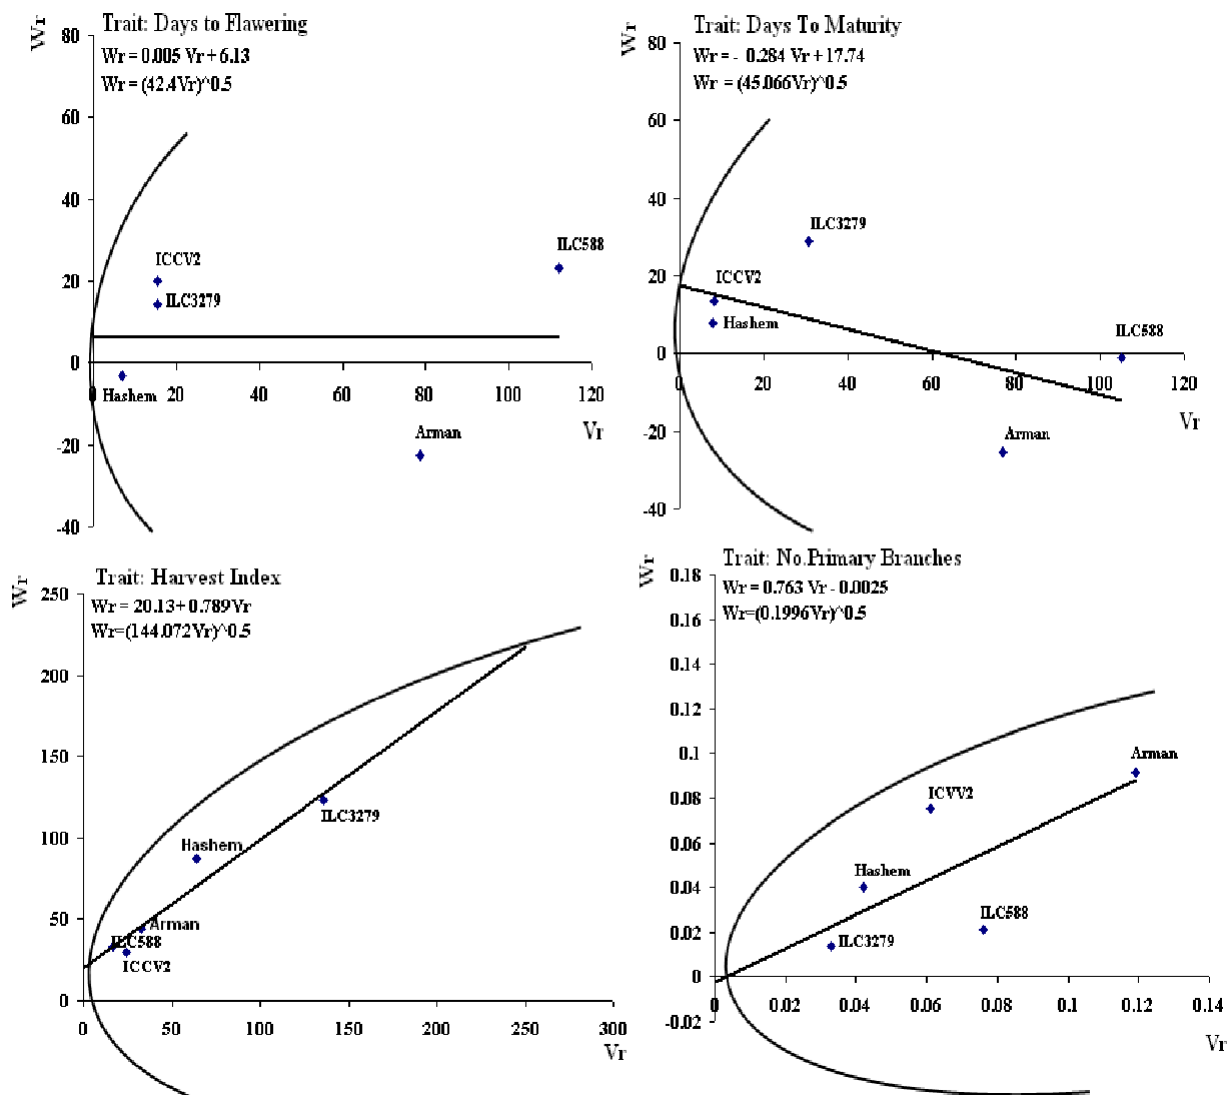 Wr
Trait: Days to Flawering
Wr = 0.005 Vr + 6.13
Wr = (42.4Vr)^0.5
80
60
40
20
0
-20
-40
ICCV2
ILC3279
ILC588
Hashem
Arman
0 20 40 60 80 100 120
Vr
Wr
Trait: Days To Maturity
Wr = - 0.284 Vr + 17.74
Wr = (45.066Vr)^0.5
80
60
40
20
0
-20
-40
ILC3279
ICCV2
Hashem
ILC588
Arman
0 20 40 60 80 100 120
Vr
Wr
Trait: Harvest Index
Wr = 20.13+ 0.789Vr
Wr=(144.072Vr)^0.5
250
200
150
100
50
0
ILC3279
Hashem
Arman
ILC588
ICCV2
0 50 100 150 200 250 300
Vr
Wr
Trait: No.Primary Branches
Wr = 0.763 Vr - 0.0025
Wr=(0.1996Vr)^0.5
0.18
0.16
0.14
0.12
0.1
0.08
0.06
0.04
0.02
0
-0.02
Arman
ICVV2
Hashem
ILC588
ILC3279
0 0.02 0.04 0.06 0.08 0.1 0.12 0.14
Vr